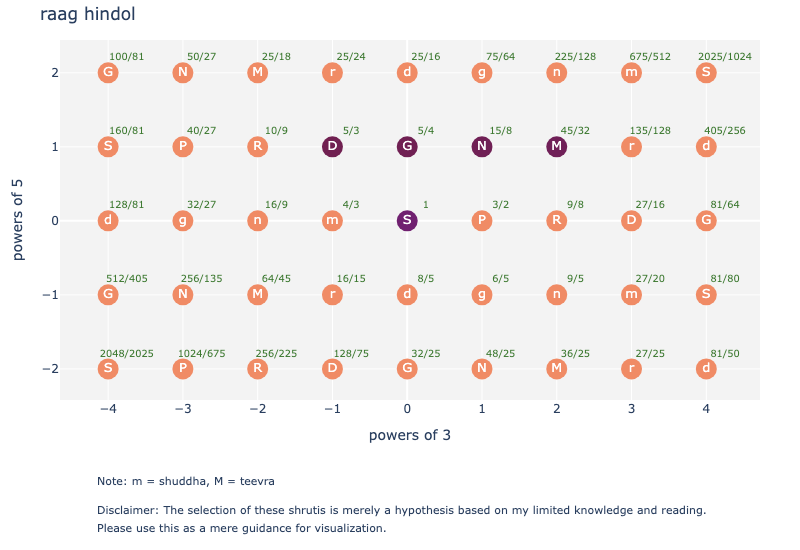 raag hindol
100/81 50/27 25/18 25/24 25/16 75/64 225/128 675/512 2025/1024
2 G N M r d g n m S
160/81 40/27 10/9 5/3 5/4 15/8 45/32 135/128 405/256
1 S P R D G N M r d
128/81 32/27 16/9 4/3 1 3/2 9/8 27/16 81/64
0 d g n m S P R D G
512/405 256/135 64/45 16/15 8/5 6/5 9/5 27/20 81/80
−1 G N M r d g n m S
2048/2025 1024/675 256/225 128/75 32/25 48/25 36/25 27/25 81/50
−2 S P R D G N M r d
−4 −3 −2 −1 0 1 2 3 4
powers of 5
powers of 3
Note: m = shuddha, M = teevra
Disclaimer: The selection of these shrutis is merely a hypothesis based on my limited knowledge and reading.
Please use this as a mere guidance for visualization.